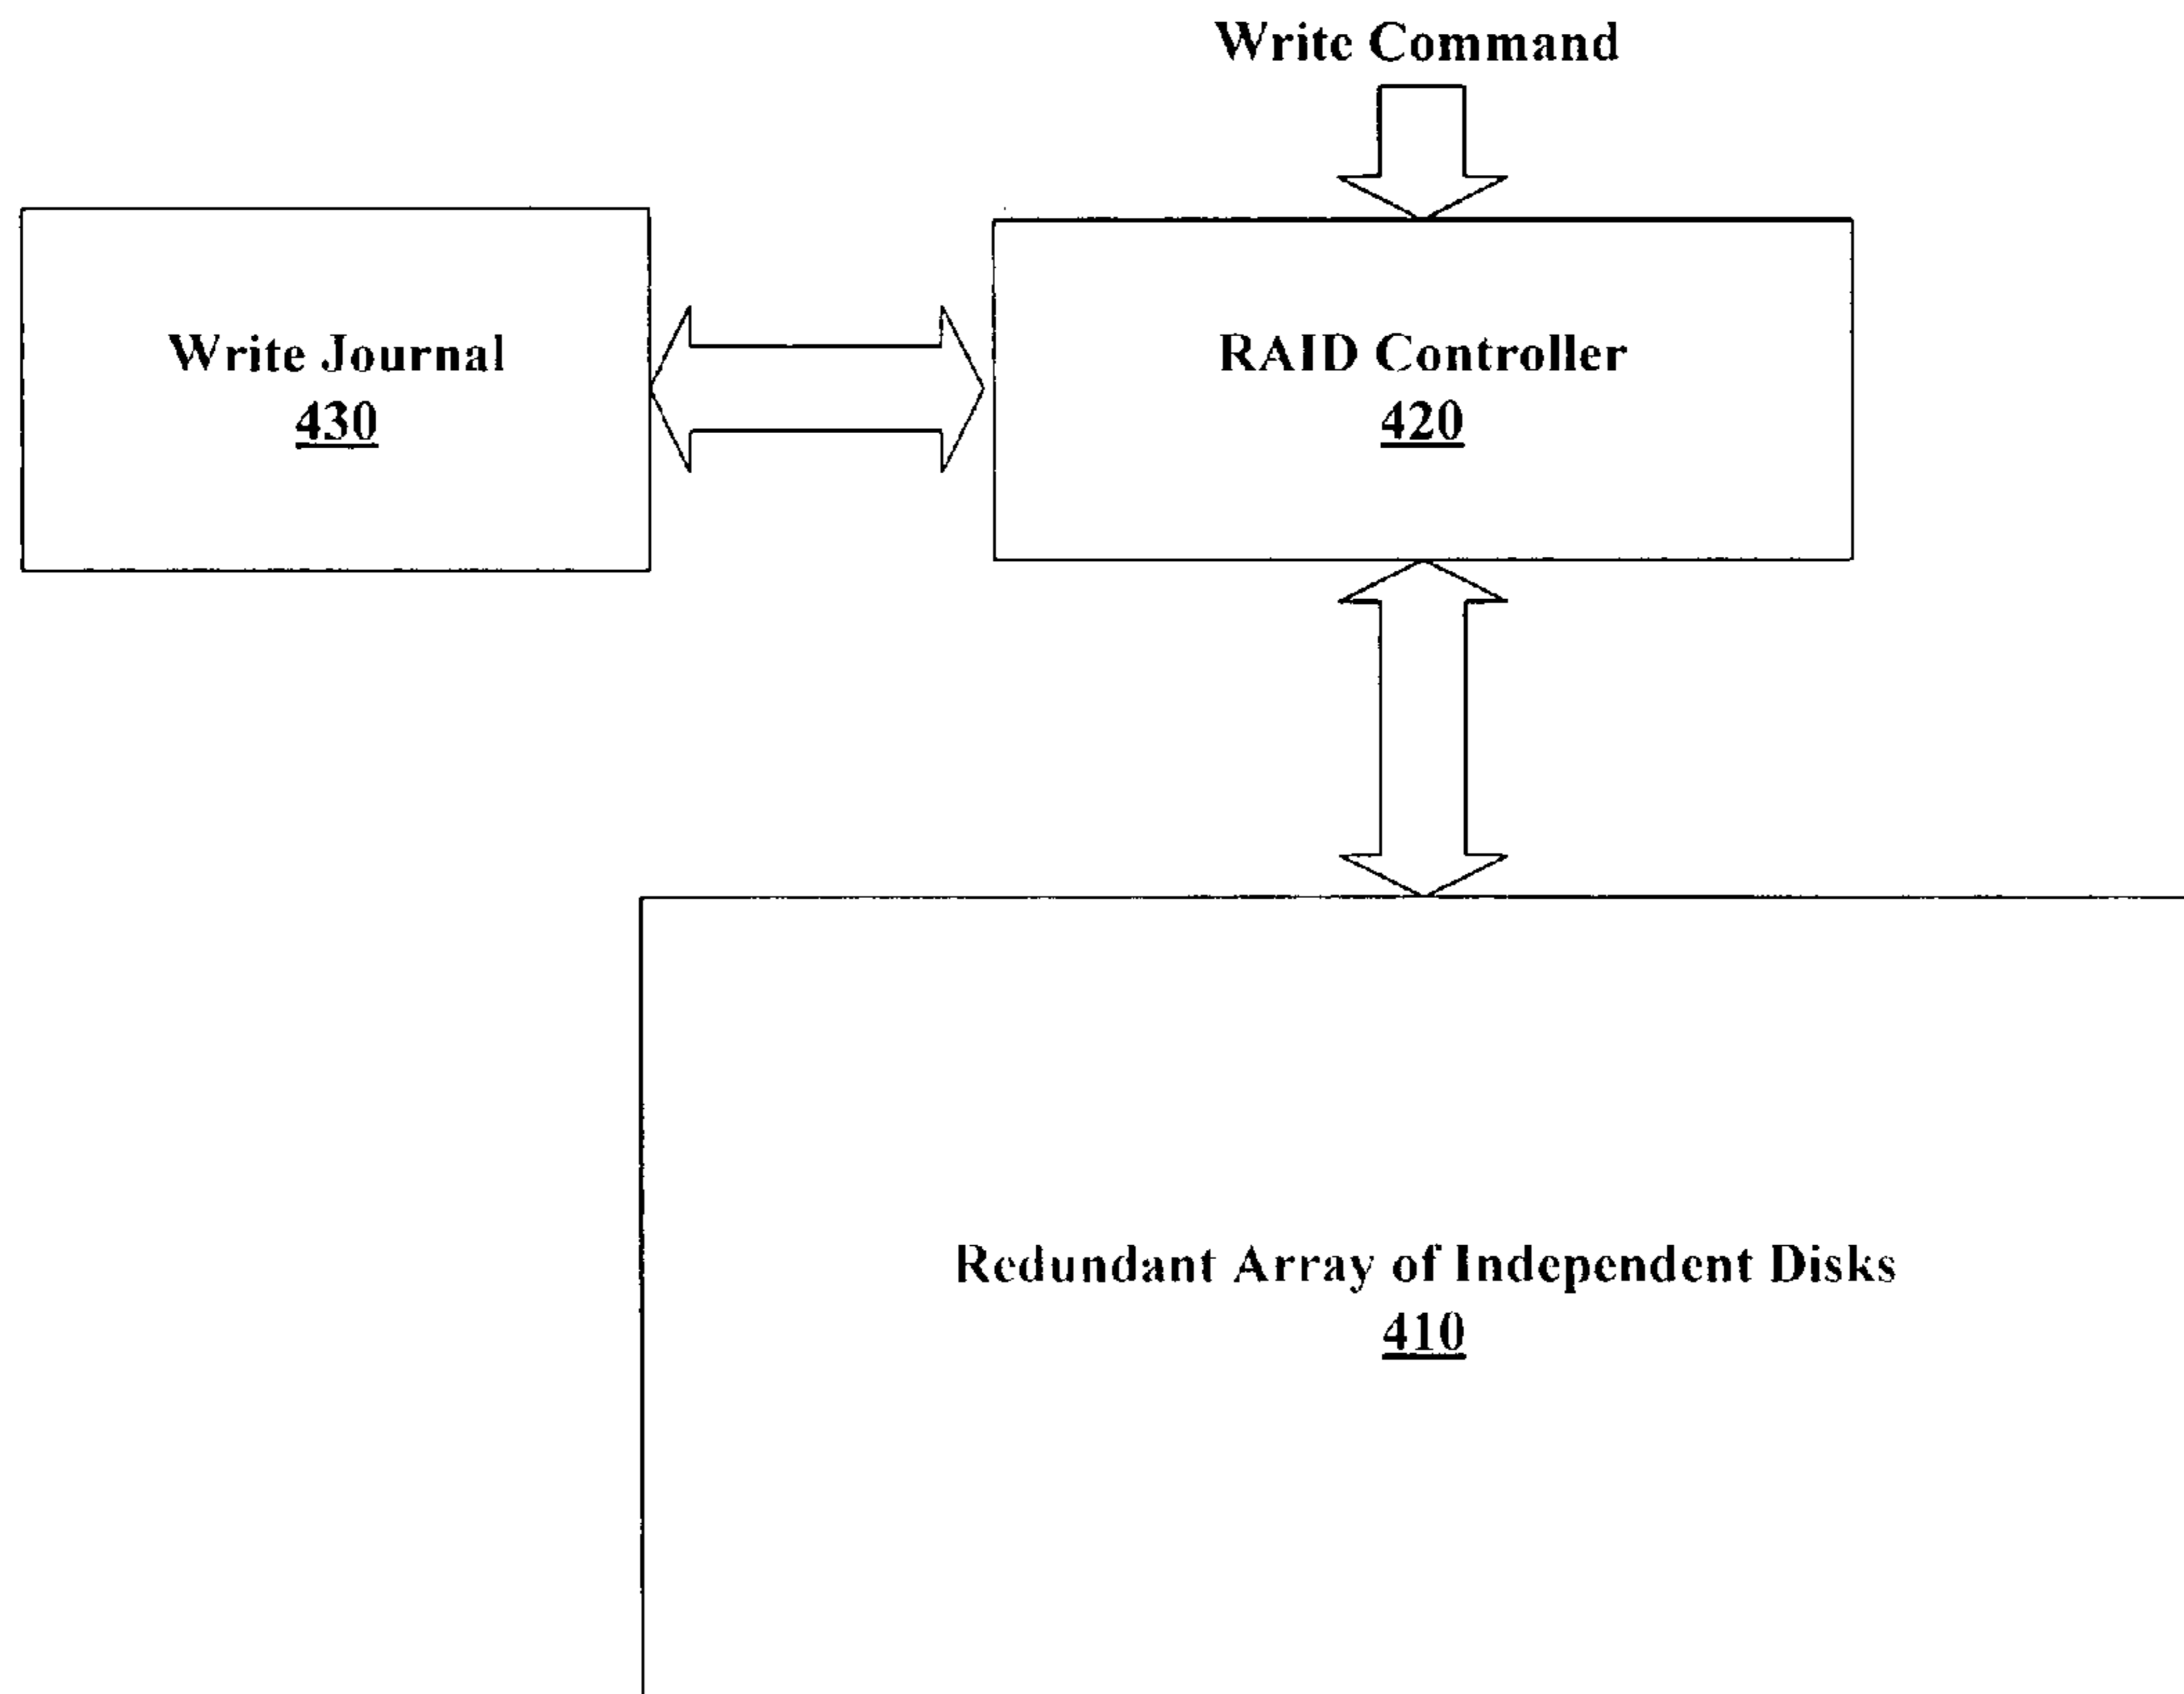 Write Command
Write Journal
430
RAID Controller
420
Redundant Array of Independent Disks
410